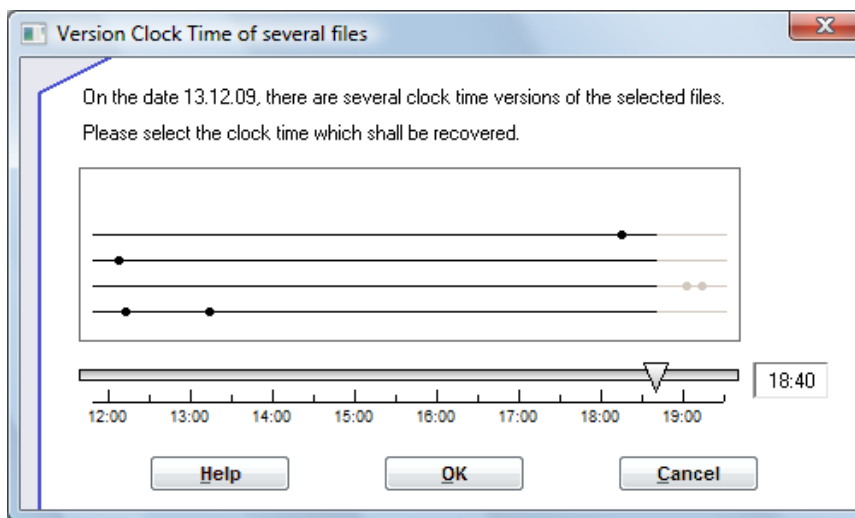 Version Clock Time of several files
On the date 13.12.09, there are several clock time versions of the selected files.
Please select the clock time which shall be recovered.
18:40
12:00 13:00 14:00 15:00 16:00 17:00 18:00 19:00
Help OK Cancel